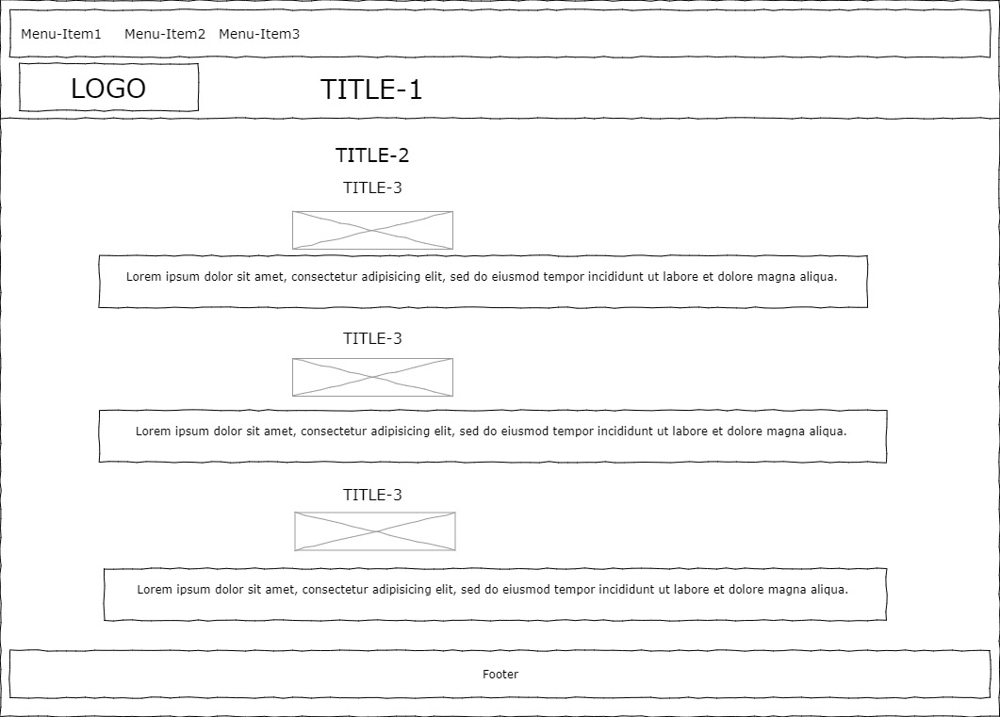 Menu-Item1 Menu-Item2 Menu-Item3
LOGO
TITLE-1
TITLE-2
TITLE-3
Lorem ipsum dolor sit amet, consectetur adipisicing elit, sed do eiusmod tempor incididunt ut labore et dolore magna aliqua.
TITLE-3
Lorem ipsum dolor sit amet, consectetur adipisicing elit, sed do eiusmod tempor incididunt ut labore et dolore magna aliqua.
TITLE-3
Lorem ipsum dolor sit amet, consectetur adipisicing elit, sed do eiusmod tempor incididunt ut labore et dolore magna aliqua.
Footer